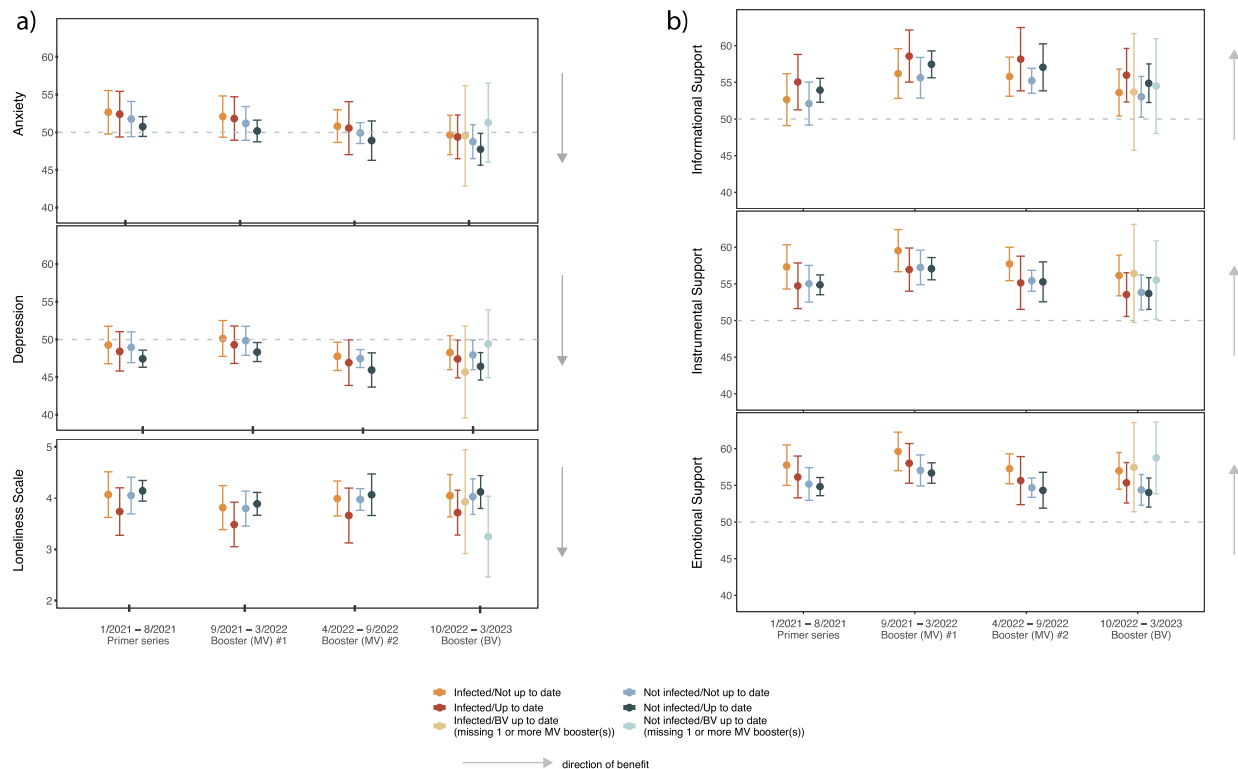 a)
Anxiety
60
55
50
45
40
Depression
60
55
50
45
40
Loneliness Scale
5
4
3
2
1/2021 – 8/2021
Primer series
9/2021 – 3/2022
Booster (MV) #1
4/2022 – 9/2022
Booster (MV) #2
10/2022 – 3/2023
Booster (BV)
b)
Informational Support
60
55
50
45
40
Instrumental Support
60
55
50
45
40
Emotional Support
60
55
50
45
40
1/2021 – 8/2021
Primer series
9/2021 – 3/2022
Booster (MV) #1
4/2022 – 9/2022
Booster (MV) #2
10/2022 – 3/2023
Booster (BV)
Infected/Not up to date
Infected/Up to date
Infected/BV up to date
(missing 1 or more MV booster(s))
Not infected/Not up to date
Not infected/Up to date
Not infected/BV up to date
(missing 1 or more MV booster(s))
direction of benefit